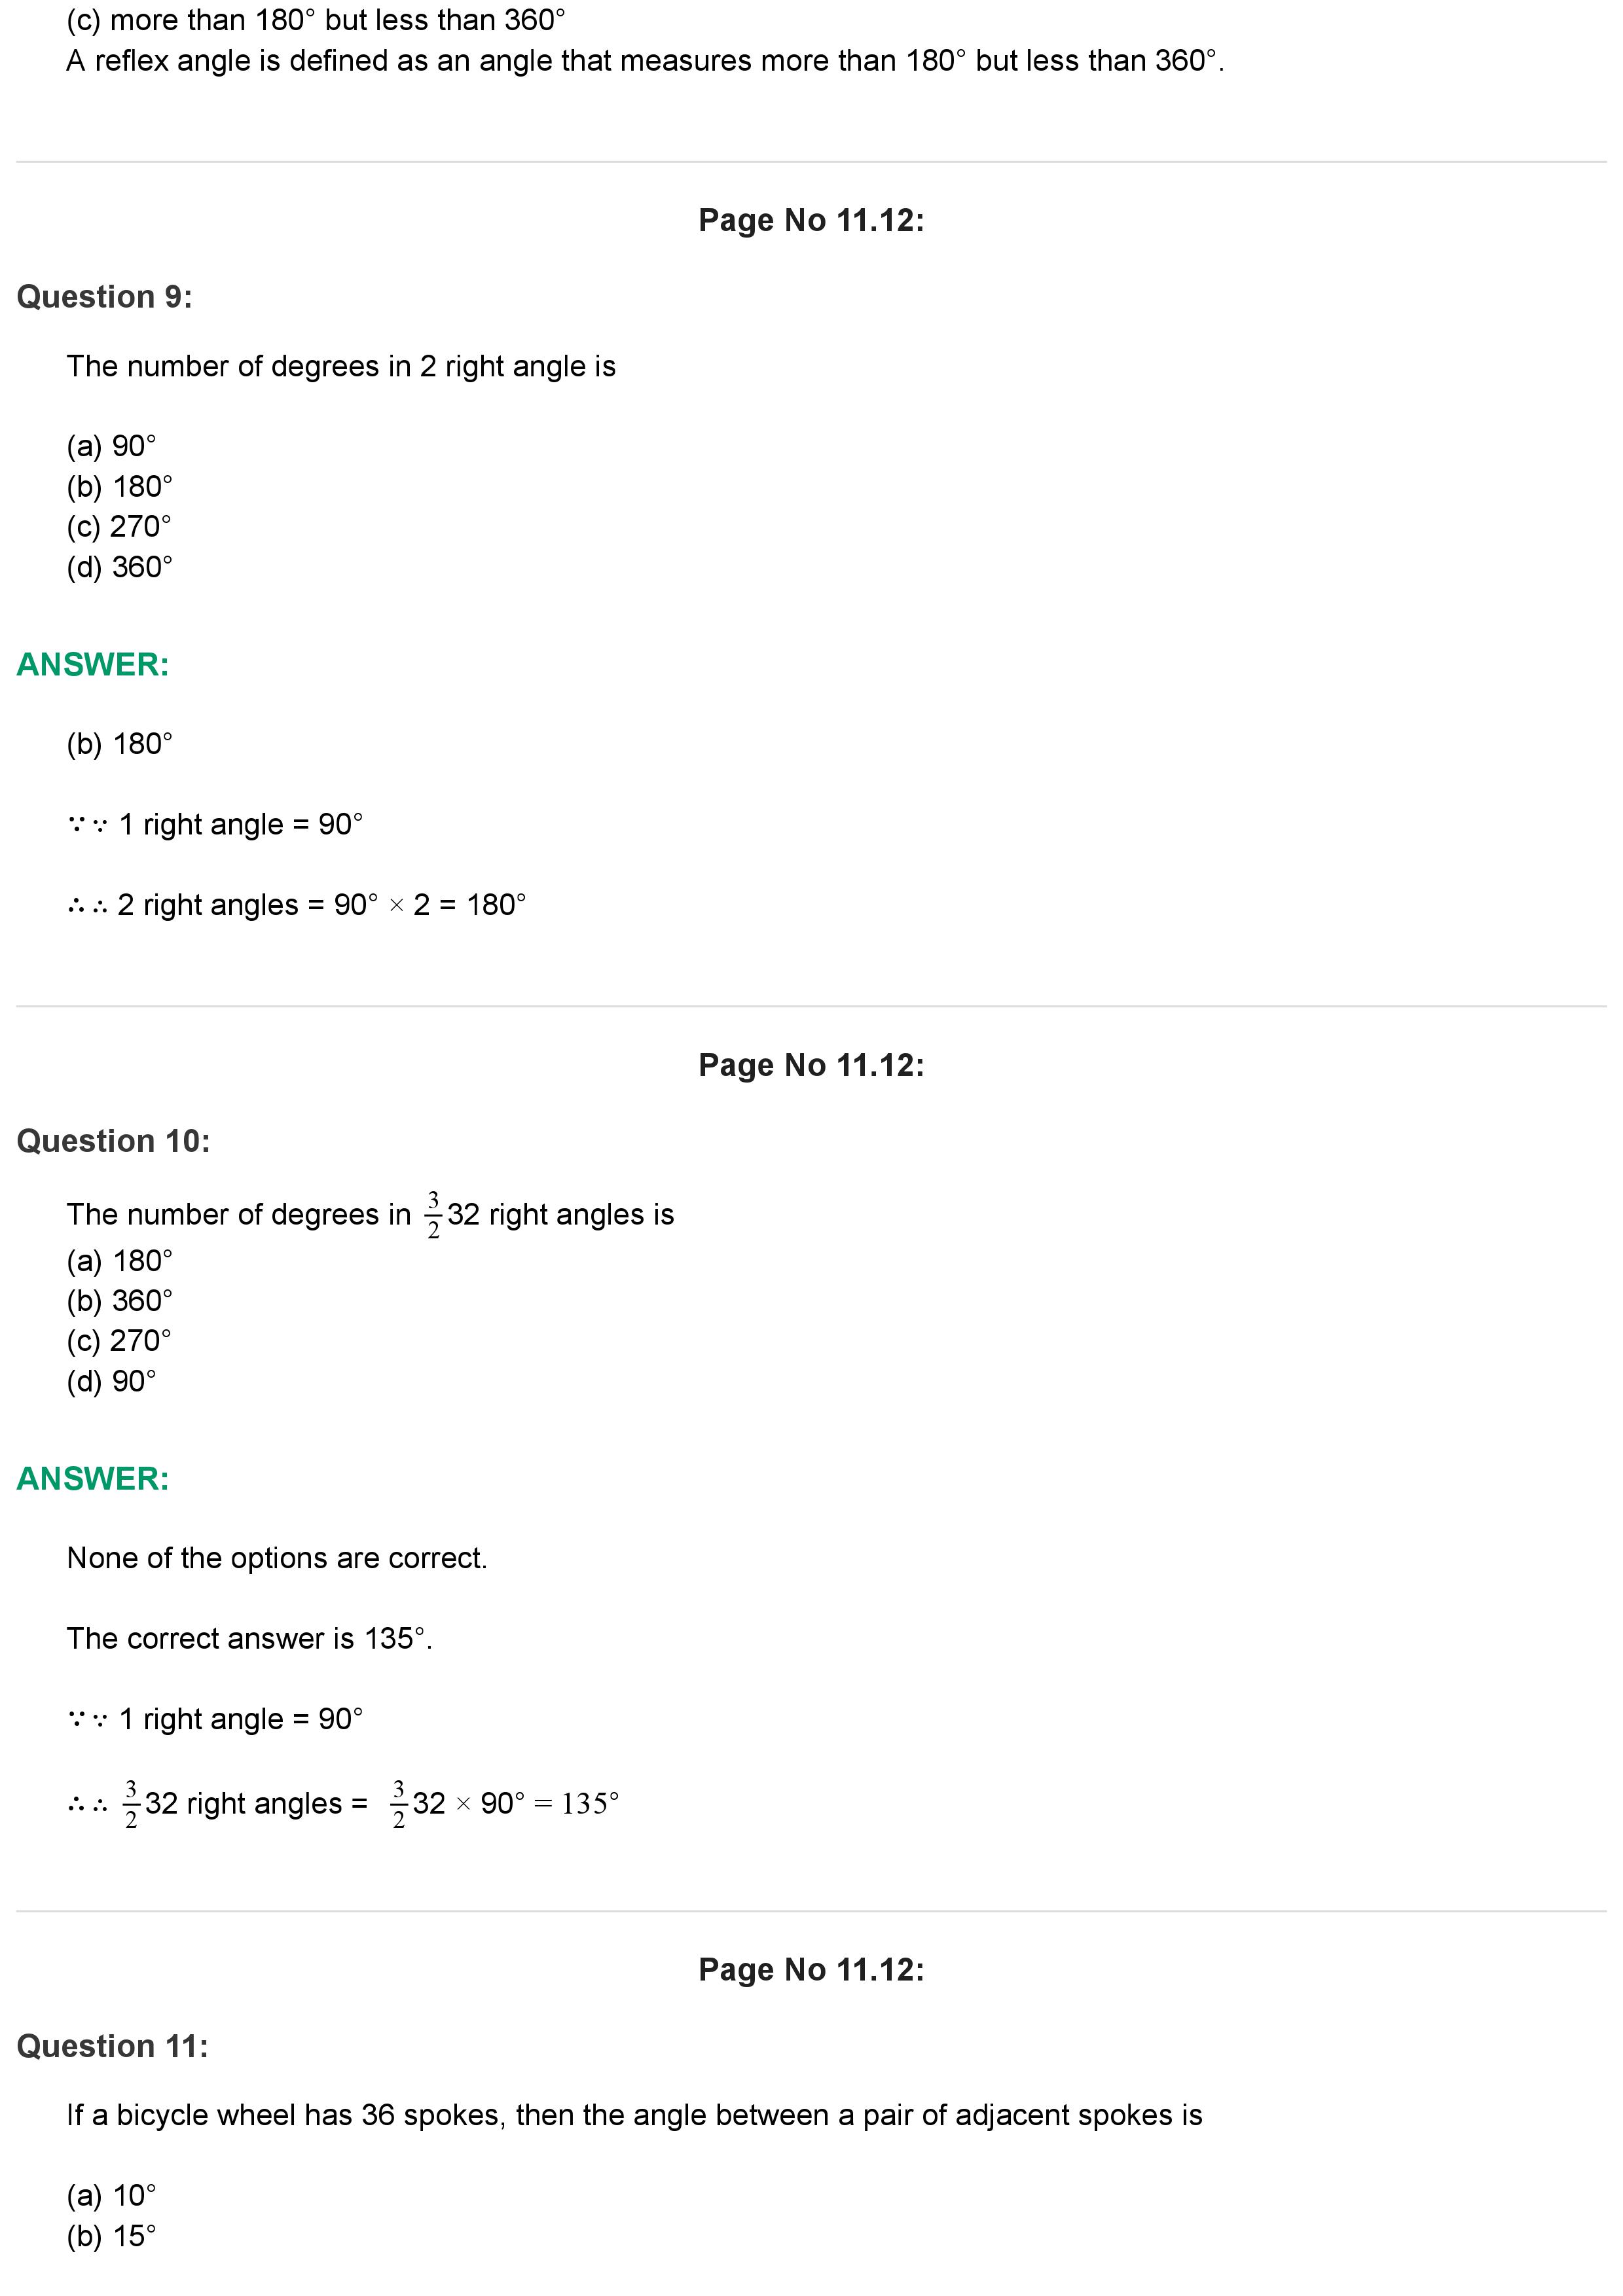 (c) more than 180° but less than 360°
A reflex angle is defined as an angle that measures more than 180° but less than 360°.
Page No 11.12:
Question 9:
The number of degrees in 2 right angle is
(a) 90°
(b) 180°
(c) 270°
(d) 360°
ANSWER:
(b) 180°
∵∵ 1 right angle = 90°
∴∴ 2 right angles = 90° × 2 = 180°
Page No 11.12:
Question 10:
The number of degrees in 3/2 32 right angles is
(a) 180°
(b) 360°
(c) 270°
(d) 90°
ANSWER:
None of the options are correct.
The correct answer is 135°.
∵∵ 1 right angle = 90°
∴∴ 3/2 32 right angles = 3/2 32 × 90° = 135°
Page No 11.12:
Question 11:
If a bicycle wheel has 36 spokes, then the angle between a pair of adjacent spokes is
(a) 10°
(b) 15°